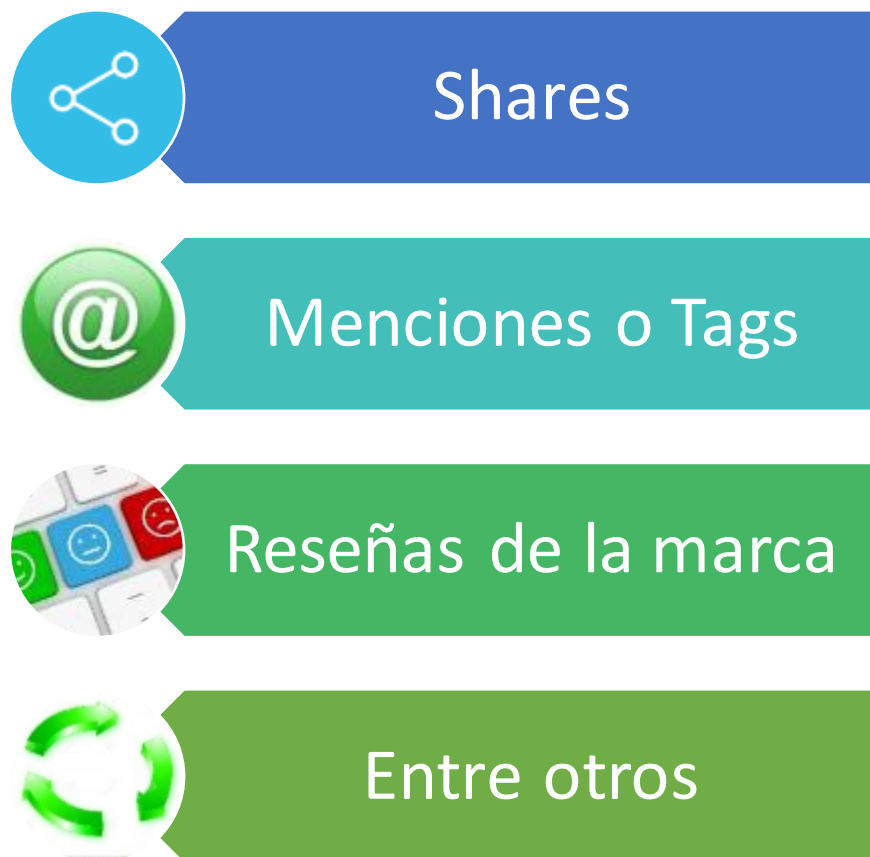 Shares
@
Menciones o Tags
Reseñas de la marca
Entre otros